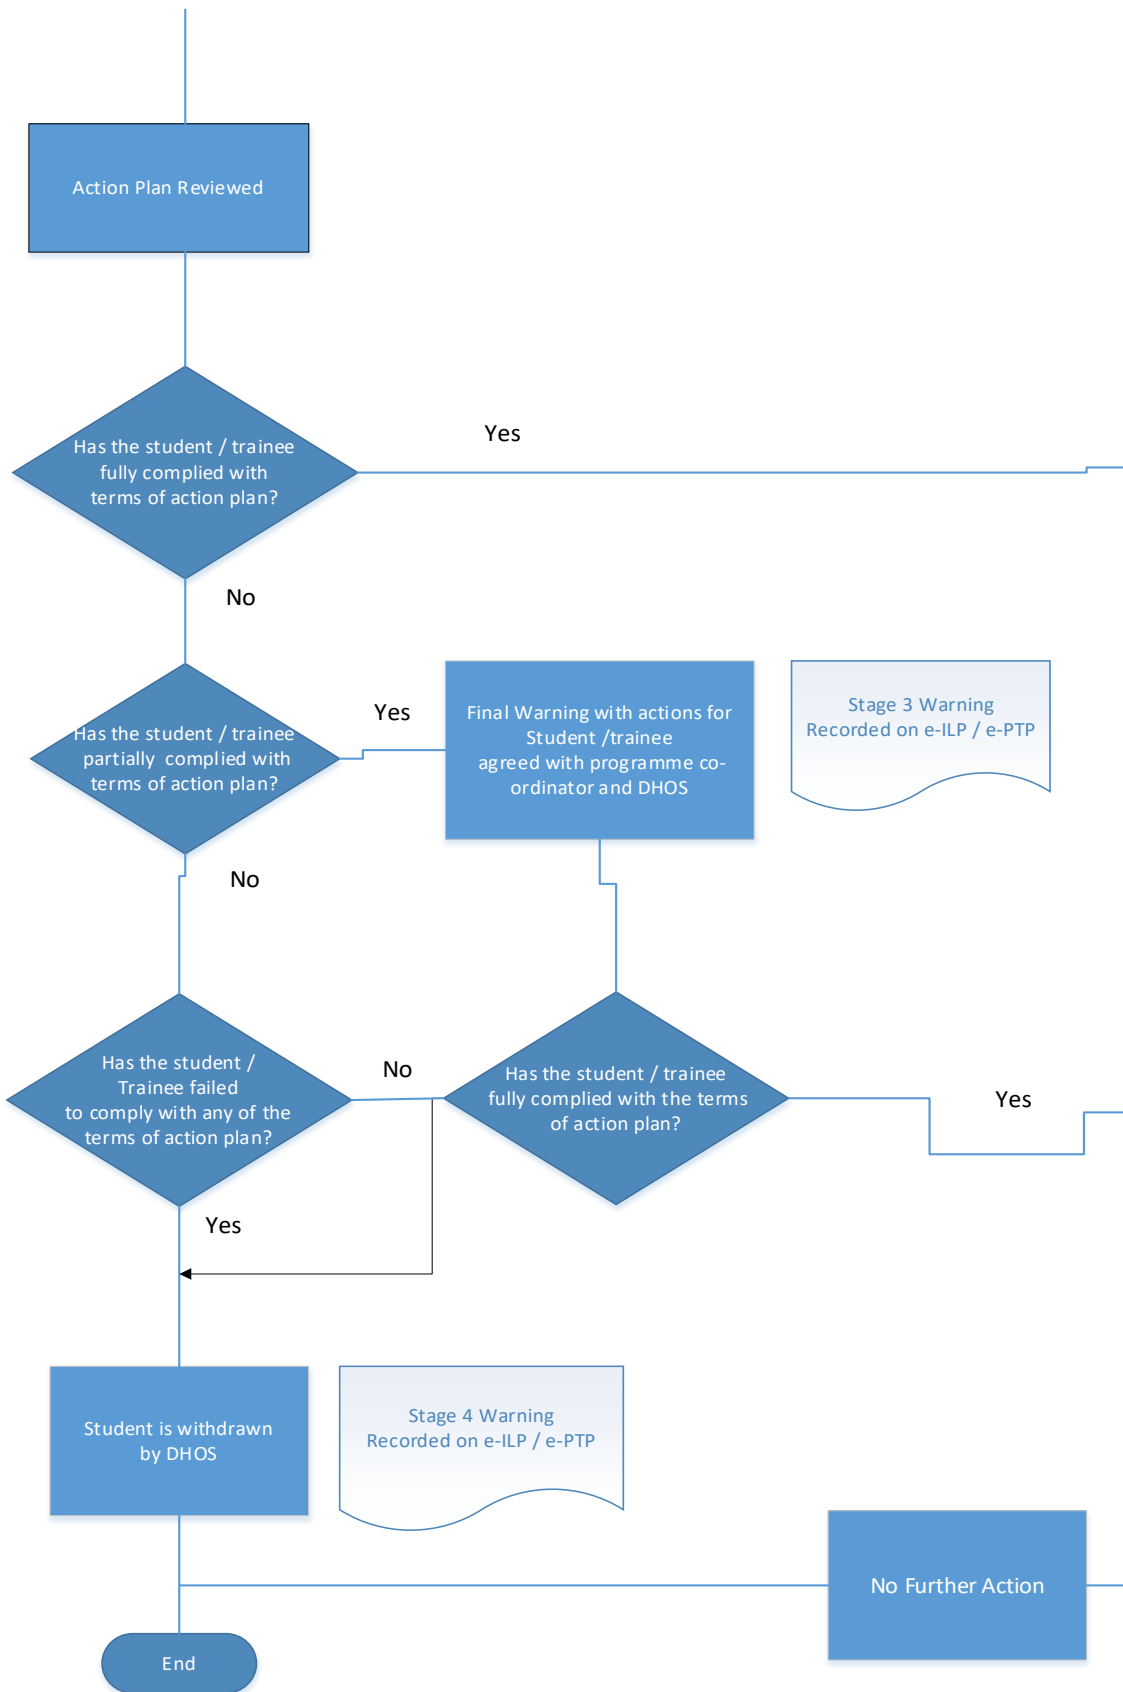 Action Plan Reviewed
Has the student / trainee
fully complied with
terms of action plan?
Yes
No
Has the student / trainee
partially complied with
terms of action plan?
Yes
Final Warning with actions for
Student /trainee
agreed with programme co-
ordinator and DHOS
Stage 3 Warning
Recorded on e-ILP / e-PTP
No
Has the student /
Trainee failed
to comply with any of the
terms of action plan?
No
Has the student / trainee
fully complied with the terms
of action plan?
Yes
Yes
Student is withdrawn
by DHOS
Stage 4 Warning
Recorded on e-ILP / e-PTP
No Further Action
End